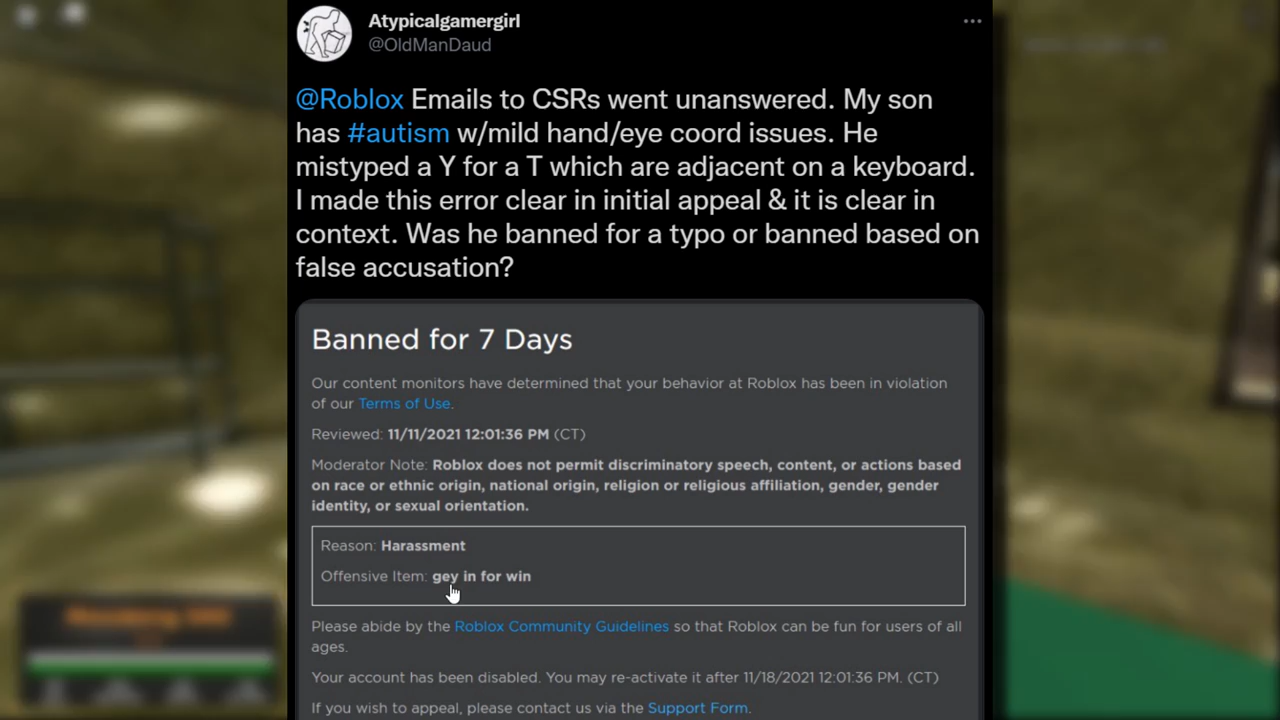 Atypicalgamergirl
@OldManDaud
@Roblox Emails to CSRs went unanswered. My son
has #autism w/mild hand/eye coord issues. He
mistyped a Y for a T which are adjacent on a keyboard.
I made this error clear in initial appeal & it is clear in
context. Was he banned for a typo or banned based on
false accusation?
Banned for 7 Days
Our content monitors have determined that your behavior at Roblox has been in violation
of our Terms of Use.
Reviewed: 11/11/2021 12:01:36 PM (CT)
Moderator Note: Roblox does not permit discriminatory speech, content, or actions based
on race or ethnic origin, national origin, religion or religious affiliation, gender, gender
identity, or sexual orientation.
Reason: Harassment
Offensive Item: gey in for win
Please abide by the Roblox Community Guidelines so that Roblox can be fun for users of all
ages.
Your account has been disabled. You may re-activate it after 11/18/2021 12:01:36 PM. (CT)
If you wish to appeal, please contact us via the Support Form.